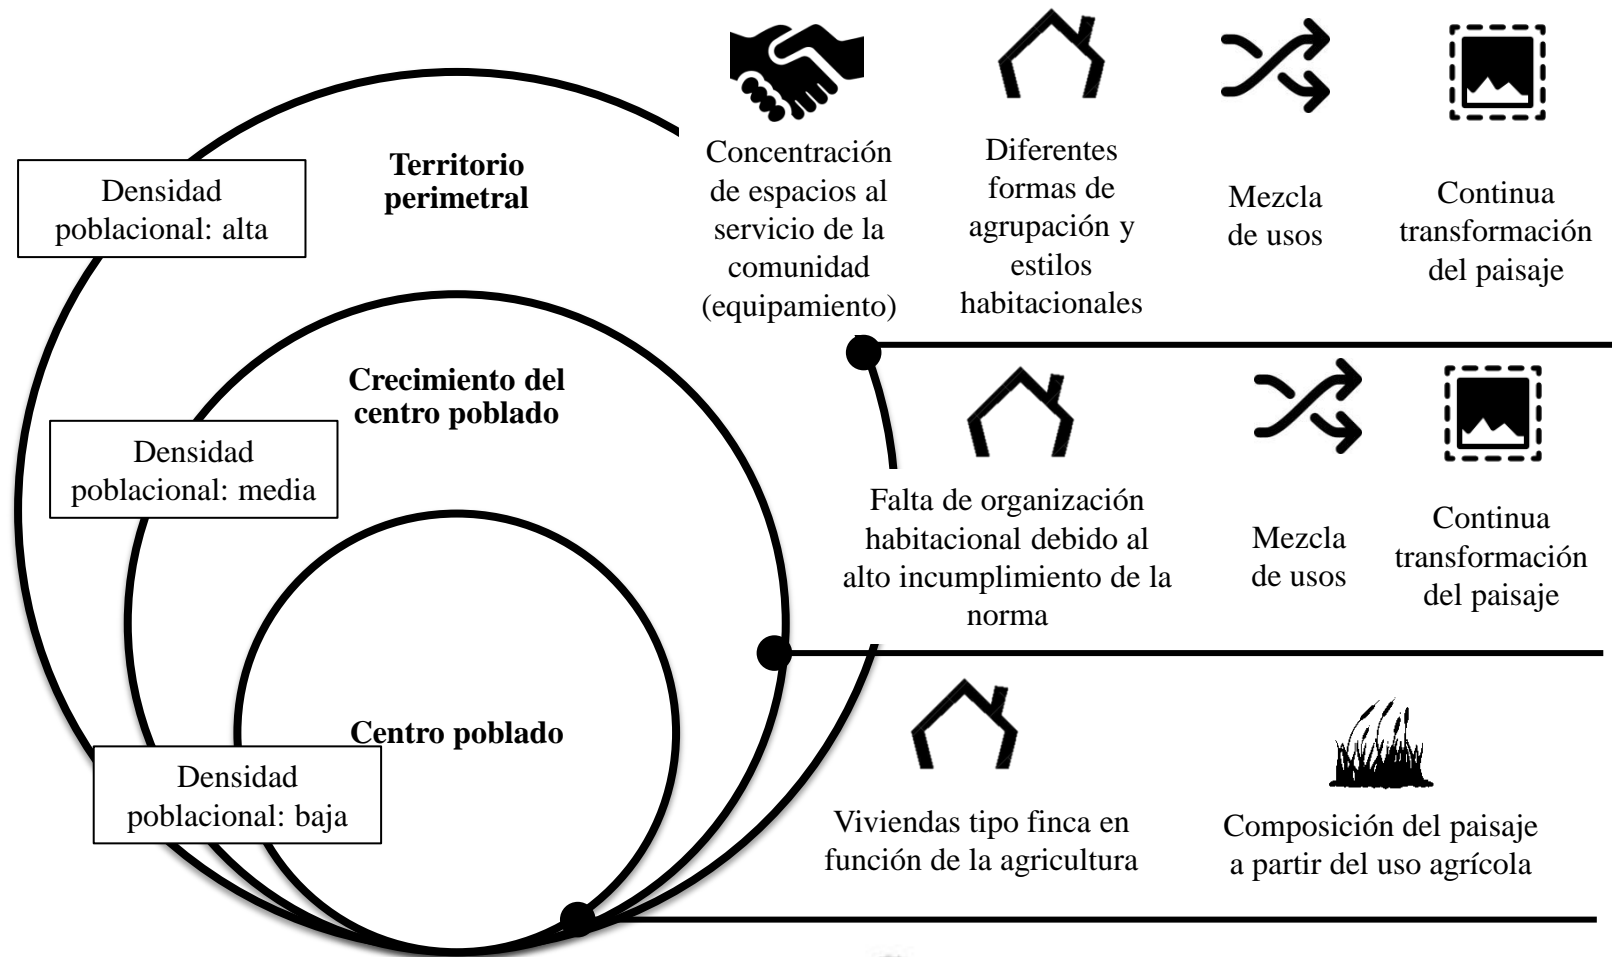 Territorio
perimetral
Densidad
poblacional: alta
Concentración
de espacios al
servicio de la
comunidad
(equipamiento)
Diferentes
formas de
agrupación y
estilos
habitacionales
Mezcla
de usos
Continua
transformación
del paisaje
Crecimiento del
centro poblado
Densidad
poblacional: media
Falta de organización
habitacional debido al
alto incumplimiento de la
norma
Mezcla
de usos
Continua
transformación
del paisaje
Centro poblado
Densidad
poblacional: baja
Viviendas tipo finca en
función de la agricultura
Composición del paisaje
a partir del uso agrícola